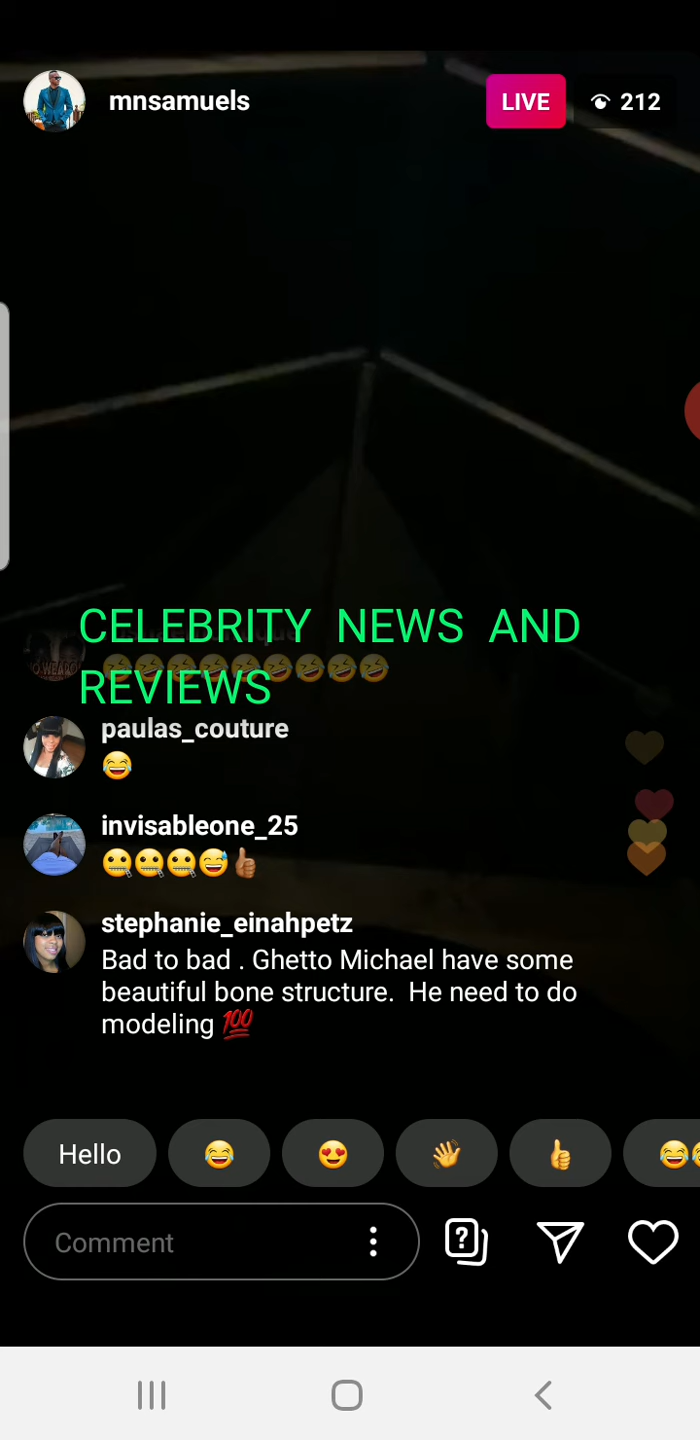 mnsamuels
LIVE
212
CELEBRITY NEWS AND
REVIEWS
paulas_couture
😂
invisableone_25
🤐🤐🤐😅👍🏽
stephanie_einahpetz
Bad to bad . Ghetto Michael have some
beautiful bone structure. He need to do
modeling 💯
Hello 😂 😍 👋 👍
Comment